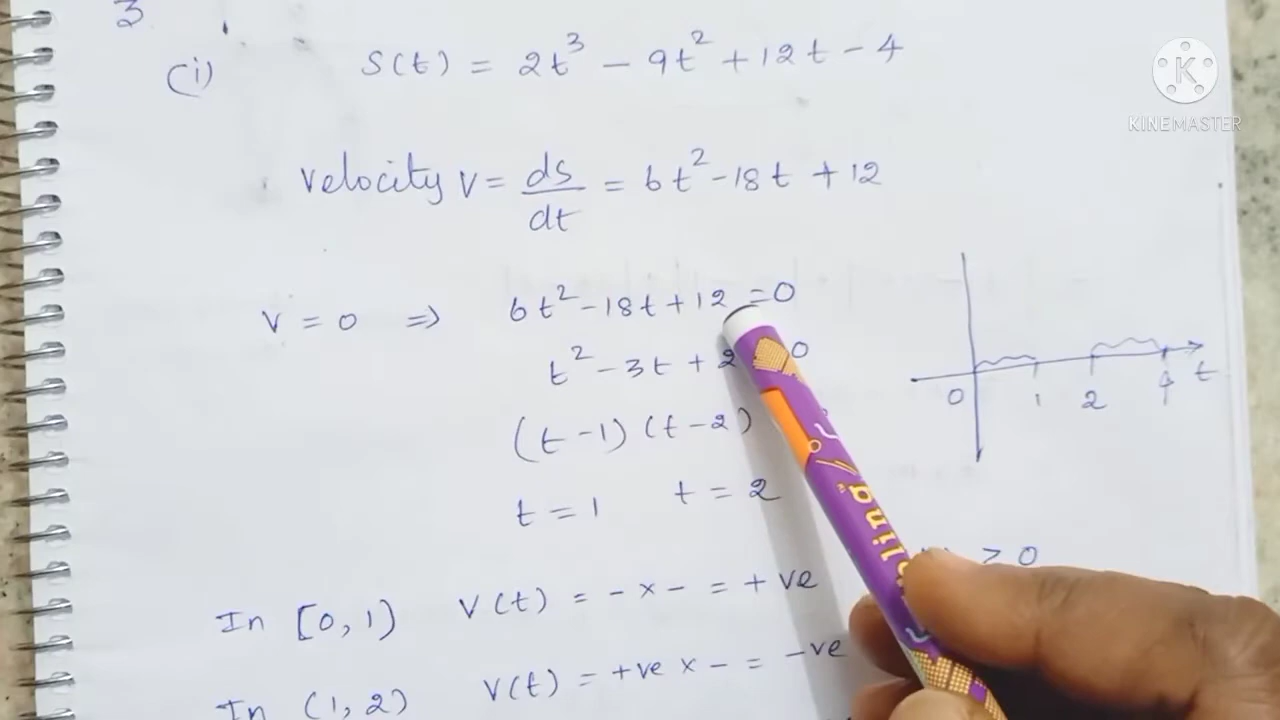 3
(i) S(t) = 2t³ - 9t² + 12t - 4
K
KINEMASTER
Velocity V = ds/dt = 6t² - 18t + 12
V = 0 ⇒ 6t² - 18t + 12 = 0
t² - 3t + 2 0
(t - 1) (t - 2)
t = 1 t = 2
0 1 2 4 t
> 0
In [0, 1) V(t) = - x - = + ve
In (1, 2) V(t) = +ve x - = -ve
ling